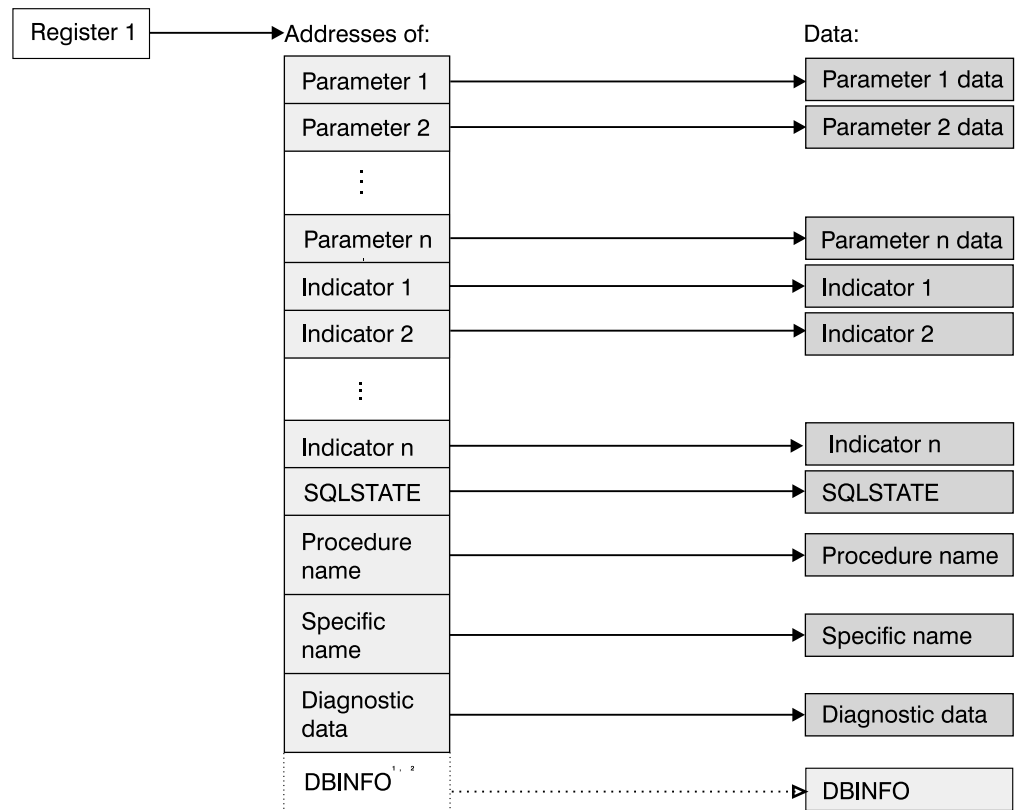 Register 1
Addresses of:
Data:
Parameter 1
Parameter 1 data
Parameter 2
Parameter 2 data
⋮
Parameter n
Parameter n data
Indicator 1
Indicator 1
Indicator 2
Indicator 2
⋮
Indicator n
Indicator n
SQLSTATE
SQLSTATE
Procedure
name
Procedure name
Specific
name
Specific name
Diagnostic
data
Diagnostic data
DBINFO 1, 2
DBINFO